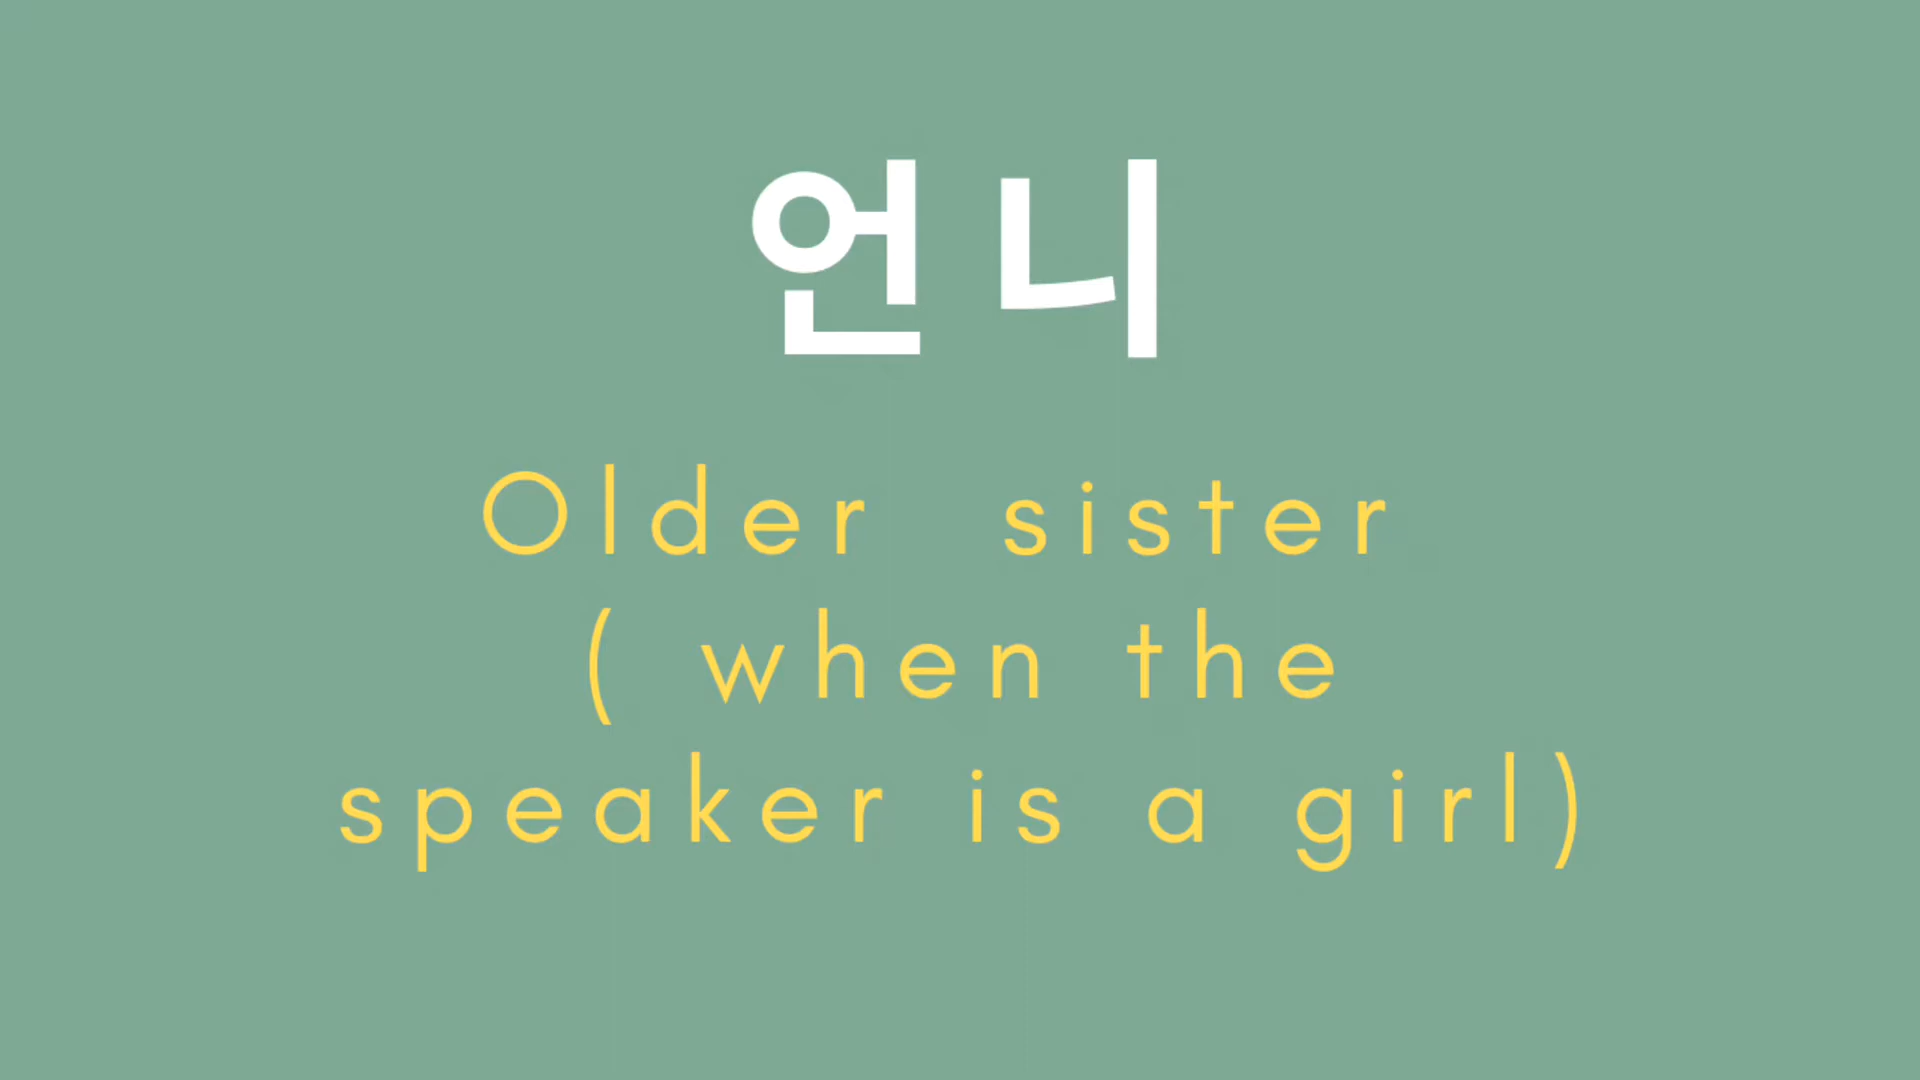 언니
Older sister
( when the
speaker is a girl)